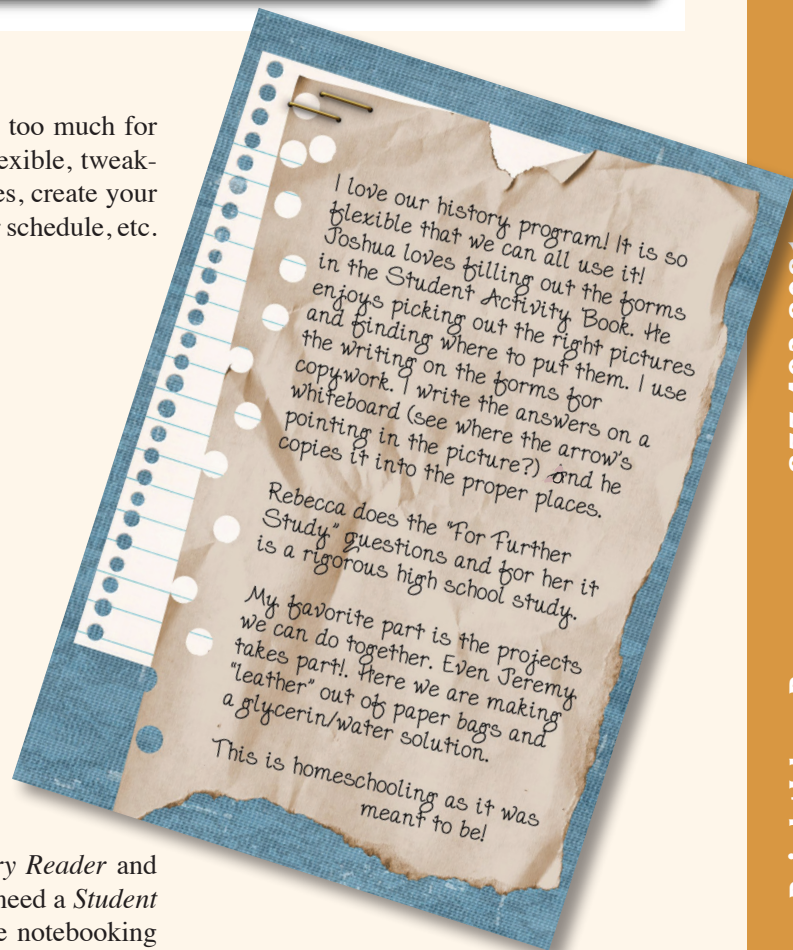 too much for
exible, tweak-
es, create your
schedule, etc.
I love our history program! It is so
flexible that we can all use it!
Joshua loves filling out the forms
in the Student Activity Book. He
enjoys picking out the right pictures
and finding where to put them. I use
the writing on the forms for
copywork. I write the answers on a
whiteboard (see where the arrow's
pointing in the picture?) and he
copies it into the proper places.
Rebecca does the "For Further
Study" questions and for her it
is a rigorous high school study.
My favorite part is the projects
we can do together. Even Jeremy
takes part!. Here we are making
"leather" out of paper bags and
a glycerin/water solution.
This is homeschooling as it was
meant to be!
ry Reader and
need a Student
e notebooking